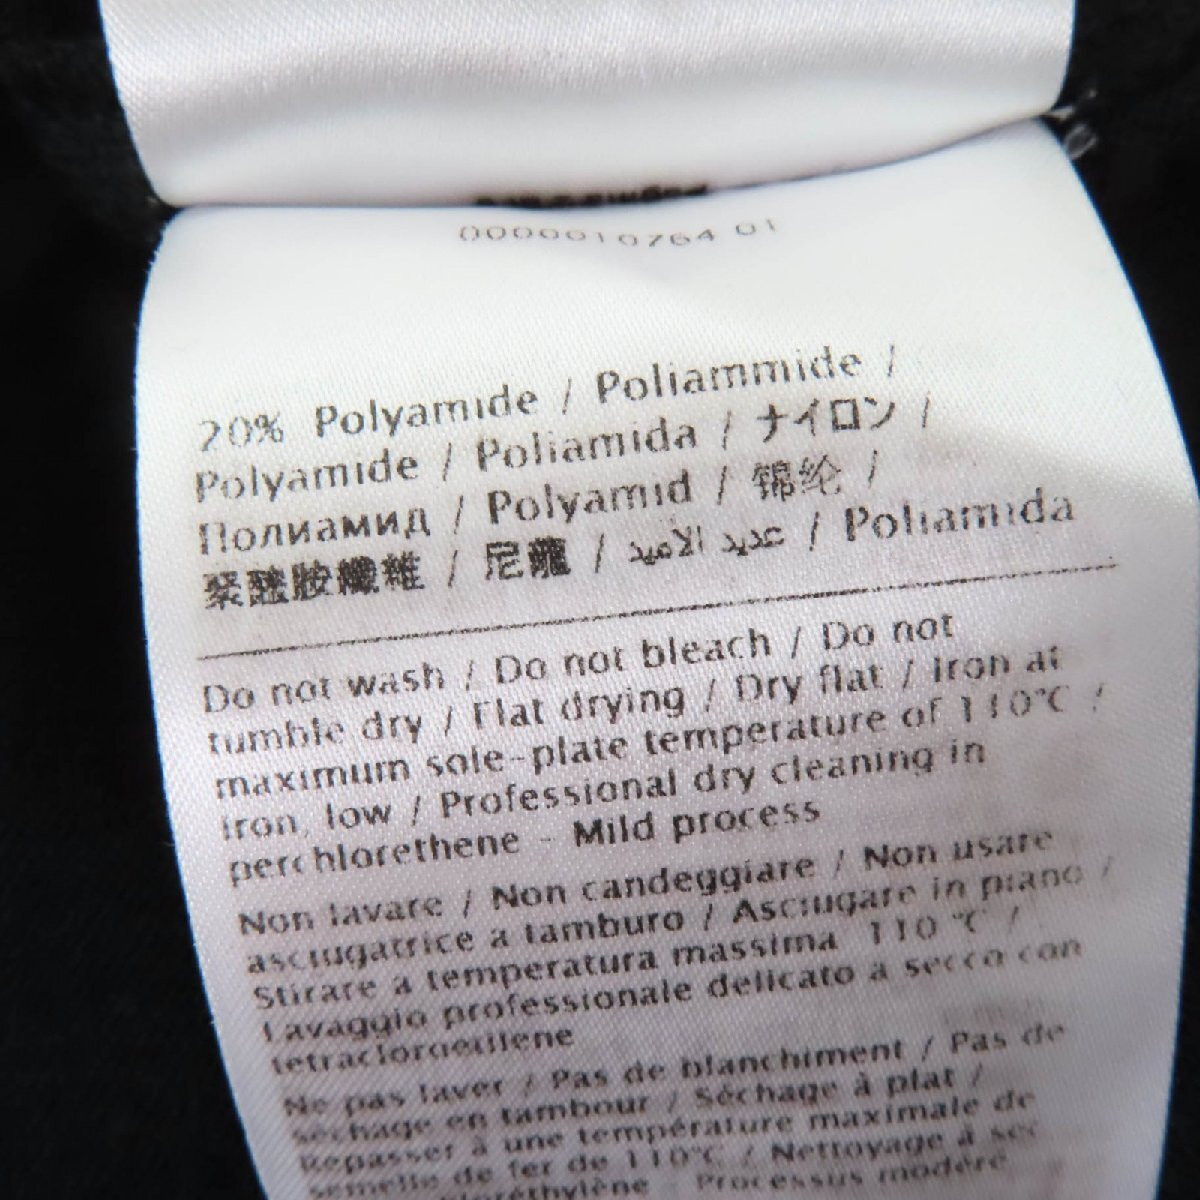 0000010764 01
20% Polyamide / Poliammide /
Polyamide / Poliamida / ナイロン /
Полиамид / Polyamid / 锦纶 /
聚醯胺纖維 / 尼龍 / عديد الاميد / Poliamida
Do not wash / Do not bleach / Do not
tumble dry / Flat drying / Dry flat / Iron at
maximum sole-plate temperature of 110°C /
Iron, low / Professional dry cleaning in
perchlorethene - Mild process
Non lavare / Non candeggiare / Non usare
asciugatrice a tamburo / Asciugare in piano /
Stirare a temperatura massima 110 °C /
Lavaggio professionale delicato a secco con
tetracloroetilene
Ne pas laver / Pas de blanchiment / Pas de
séchage en tambour / Séchage à plat /
Repasser à une température maximale de
semelle de fer de 110°C / Nettoyage à sec
Processus modéré